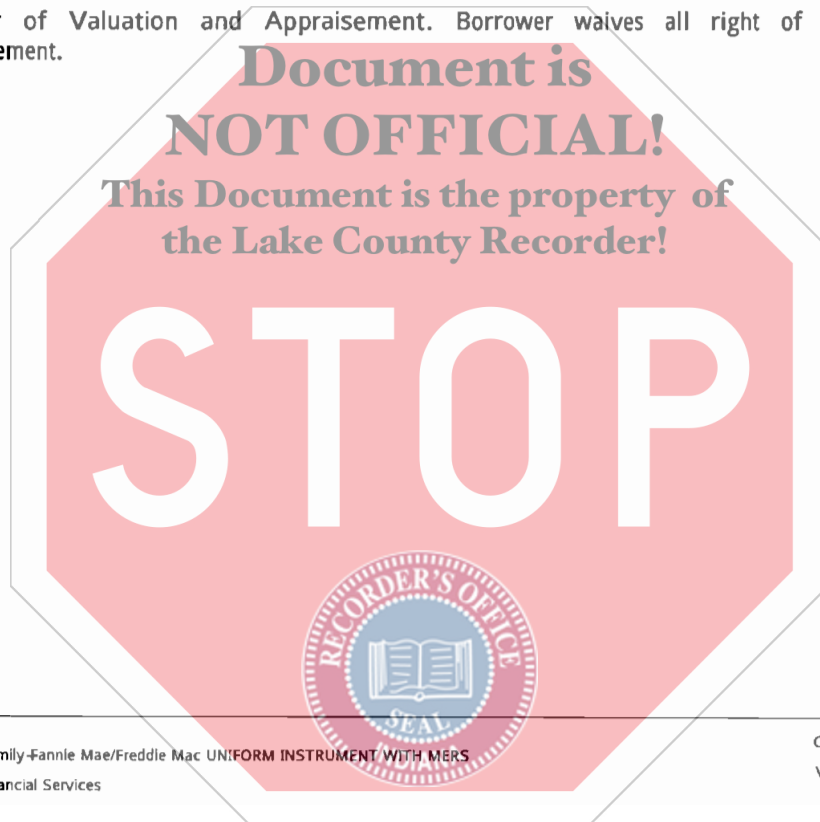 of Valuation and Appraisement. Borrower waives all right of
ement.
Document is
NOT OFFICIAL!
This Document is the property of
the Lake County Recorder!
STOP
RECORDER'S OFFICE
SEAL
INDIANA
mily-Fannie Mae/Freddie Mac UNIFORM INSTRUMENT WITH MERS
ancial Services